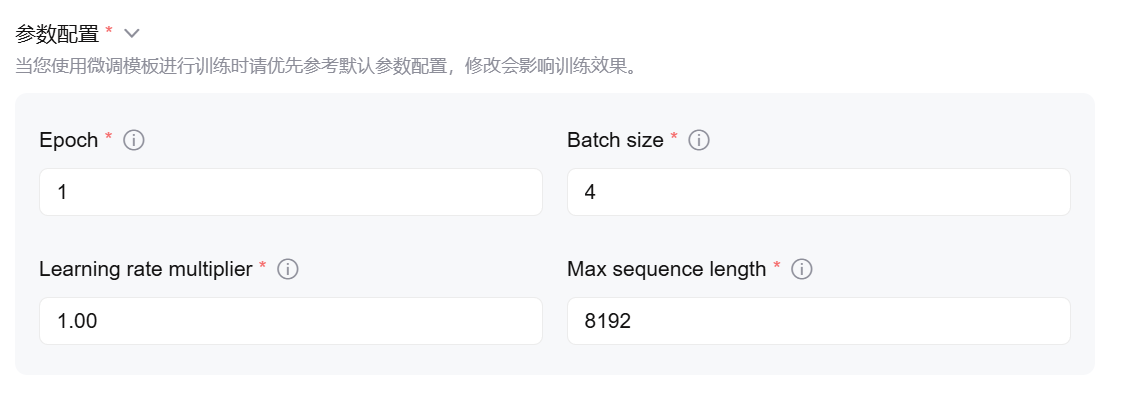 参数配置 *
当您使用微调模板进行训练时请优先参考默认参数配置，修改会影响训练效果。
Epoch *
Batch size *
1
4
Learning rate multiplier *
Max sequence length *
1.00
8192